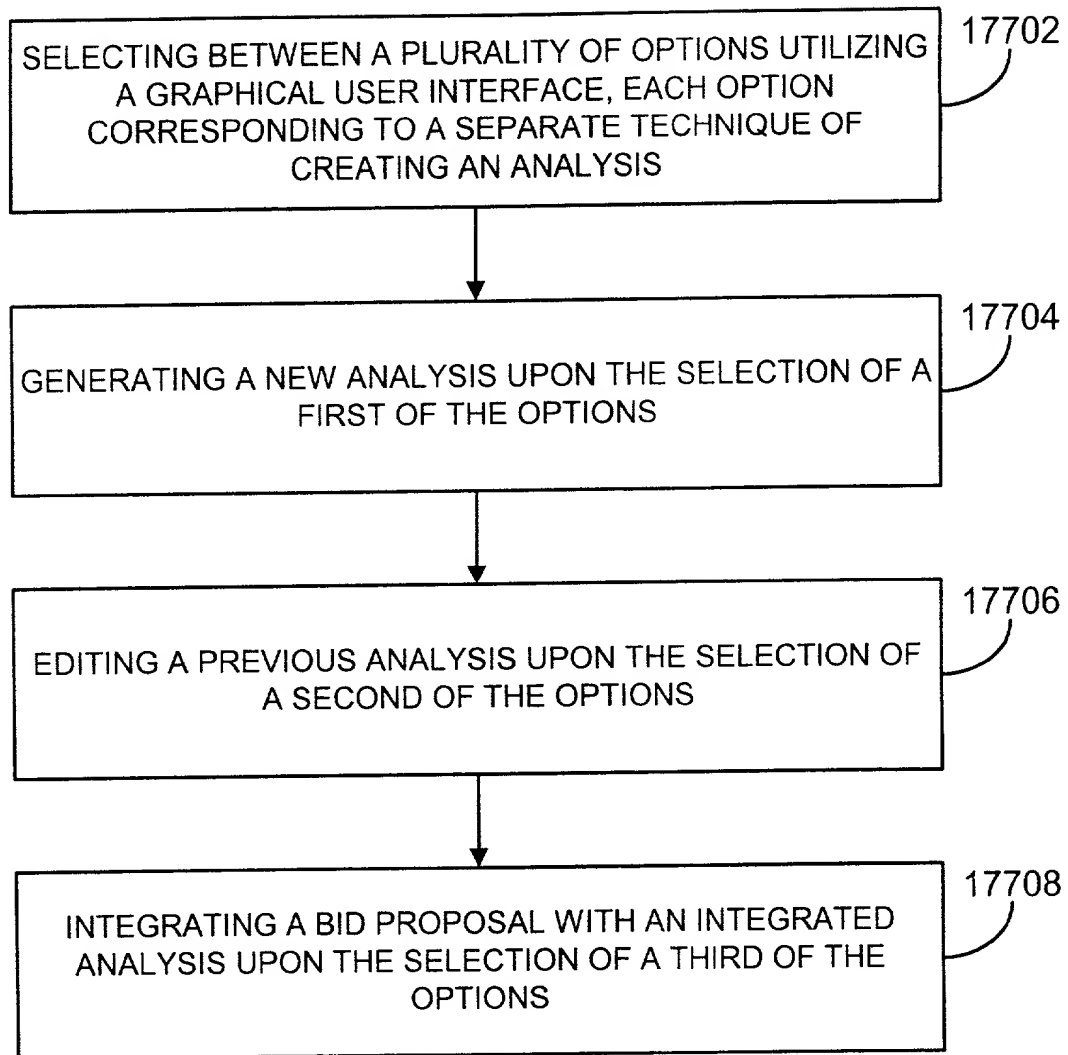 SELECTING BETWEEN A PLURALITY OF OPTIONS UTILIZING
A GRAPHICAL USER INTERFACE, EACH OPTION
CORRESPONDING TO A SEPARATE TECHNIQUE OF
CREATING AN ANALYSIS
17702
GENERATING A NEW ANALYSIS UPON THE SELECTION OF A
FIRST OF THE OPTIONS
17704
EDITING A PREVIOUS ANALYSIS UPON THE SELECTION OF
A SECOND OF THE OPTIONS
17706
INTEGRATING A BID PROPOSAL WITH AN INTEGRATED
ANALYSIS UPON THE SELECTION OF A THIRD OF THE
OPTIONS
17708